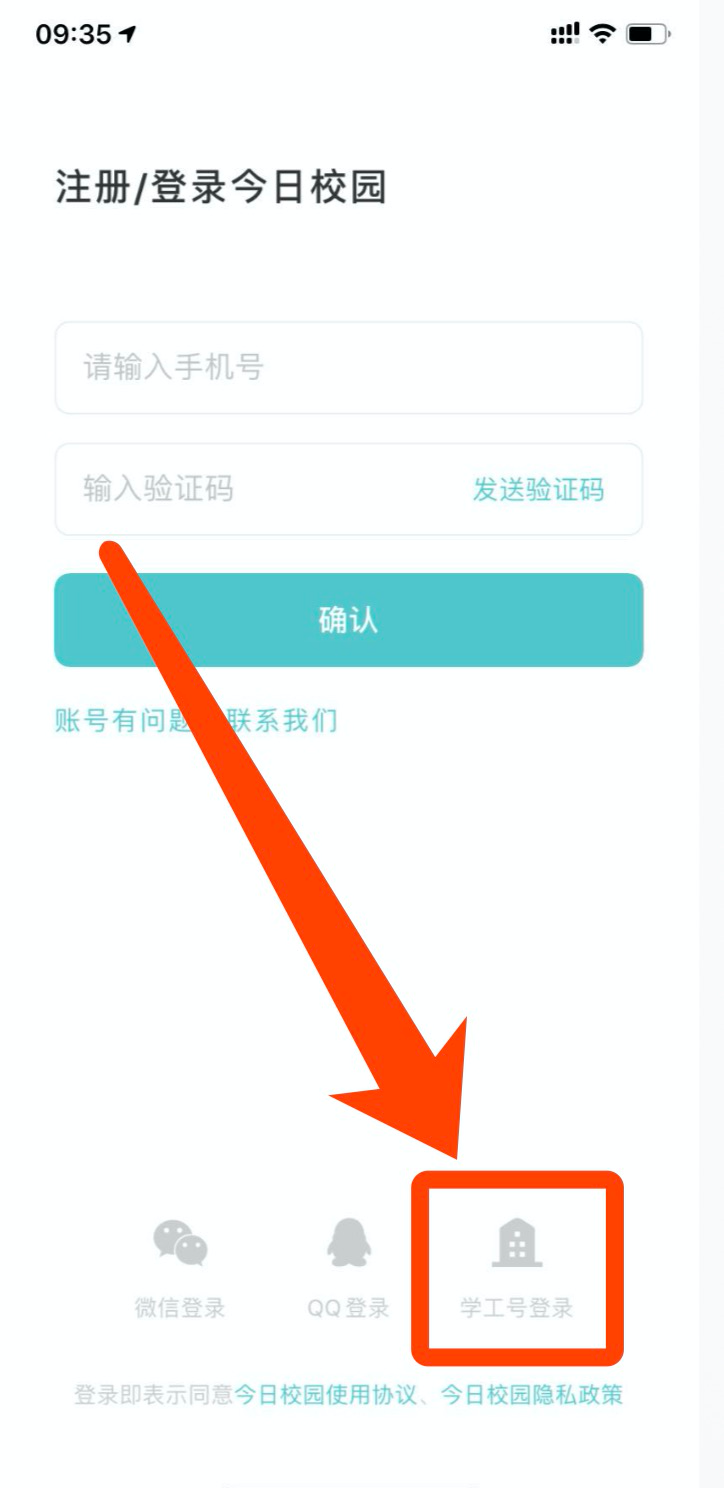 09:35
注册/登录今日校园
请输入手机号
输入验证码 发送验证码
确认
账号有问题 联系我们
微信登录 QQ登录 学工号登录
登录即表示同意今日校园使用协议、今日校园隐私政策